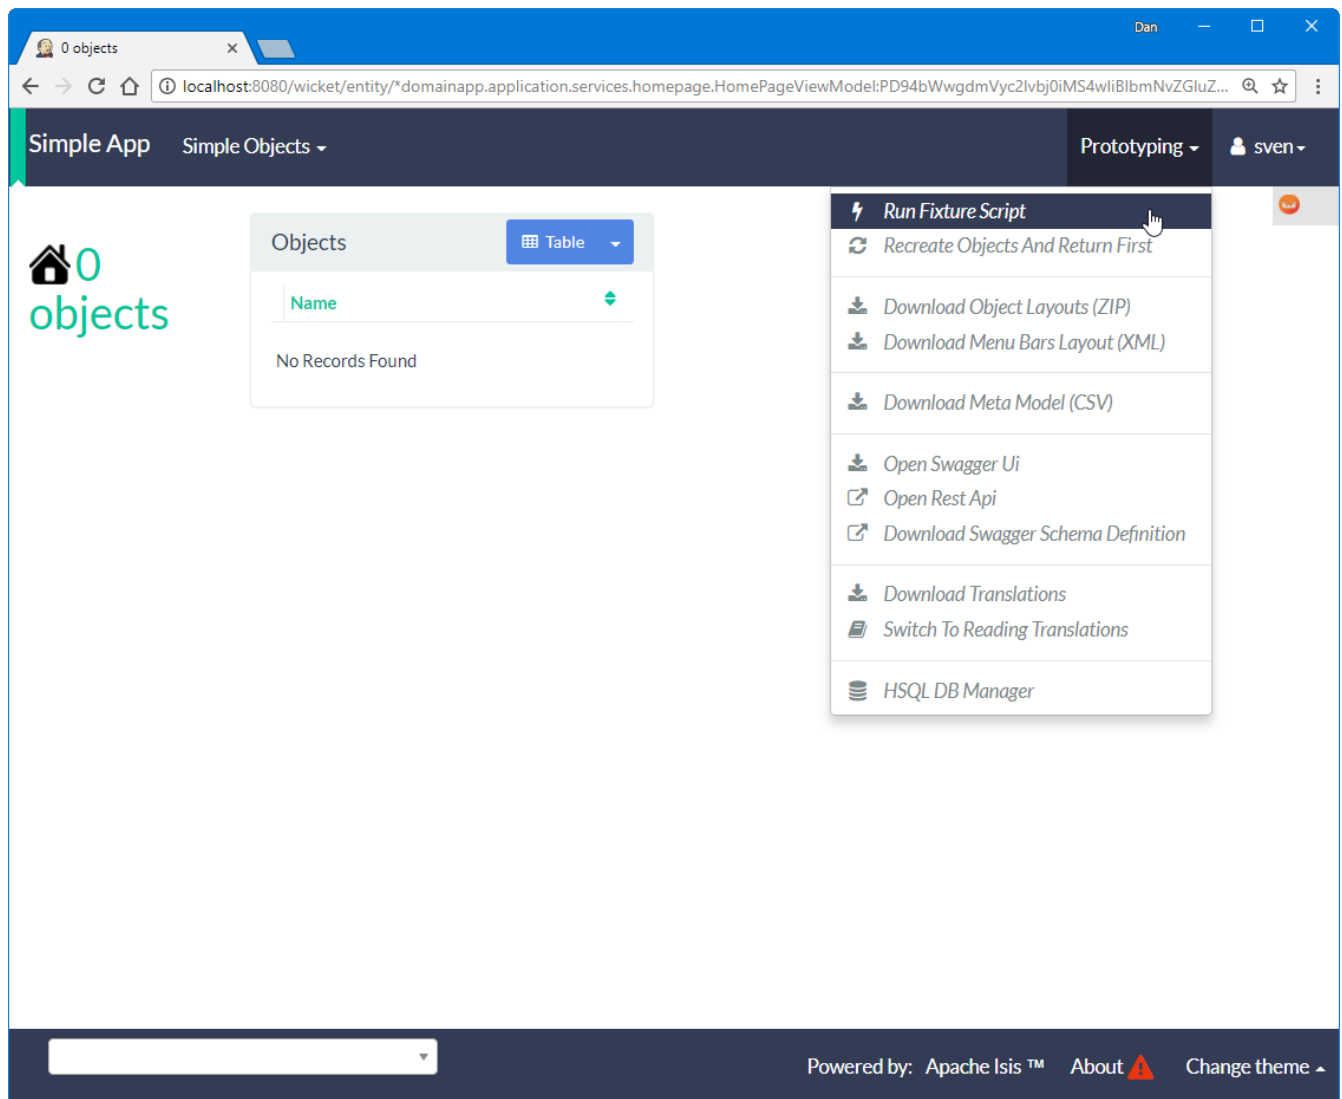 Dan
0 objects
localhost:8080/wicket/entity/*domainapp.application.services.homepage.HomePageViewModel:PD94bWwgdmVyc2lvbj0iMS4wIiBlbmNvZGluZ...
Simple App Simple Objects Prototyping sven
0 objects
Objects Table
Name
No Records Found
Run Fixture Script
Recreate Objects And Return First
Download Object Layouts (ZIP)
Download Menu Bars Layout (XML)
Download Meta Model (CSV)
Open Swagger Ui
Open Rest Api
Download Swagger Schema Definition
Download Translations
Switch To Reading Translations
HSQL DB Manager
Powered by: Apache Isis ™ About Change theme